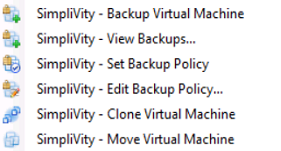 SimpliVity - Backup Virtual Machine
SimpliVity - View Backups...
SimpliVity - Set Backup Policy
SimpliVity - Edit Backup Policy...
SimpliVity - Clone Virtual Machine
SimpliVity - Move Virtual Machine